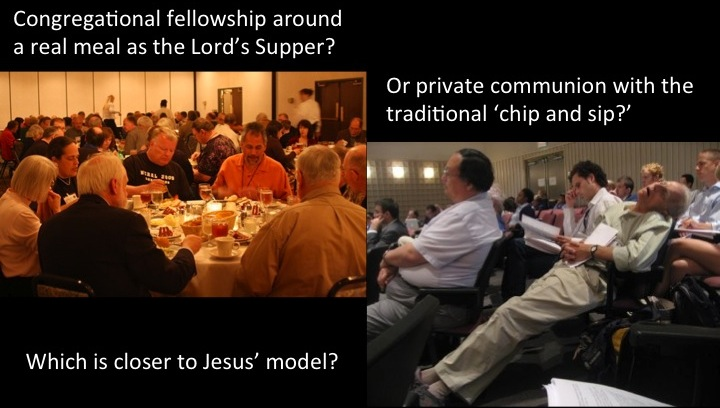 Congregational fellowship around
a real meal as the Lord’s Supper?
Or private communion with the
traditional ‘chip and sip?’
Which is closer to Jesus’ model?